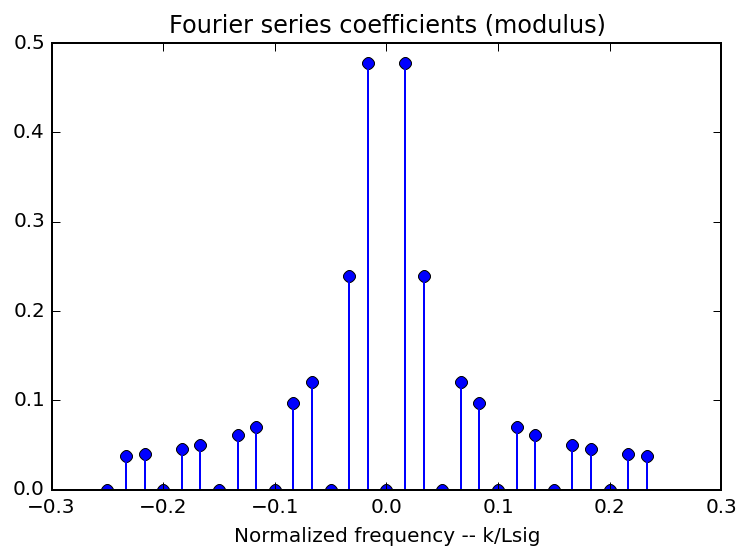 Fourier series coefficients (modulus)
0.5
0.4
0.3
0.2
0.1
0.0
−0.3 −0.2 −0.1 0.0 0.1 0.2 0.3
Normalized frequency -- k/Lsig